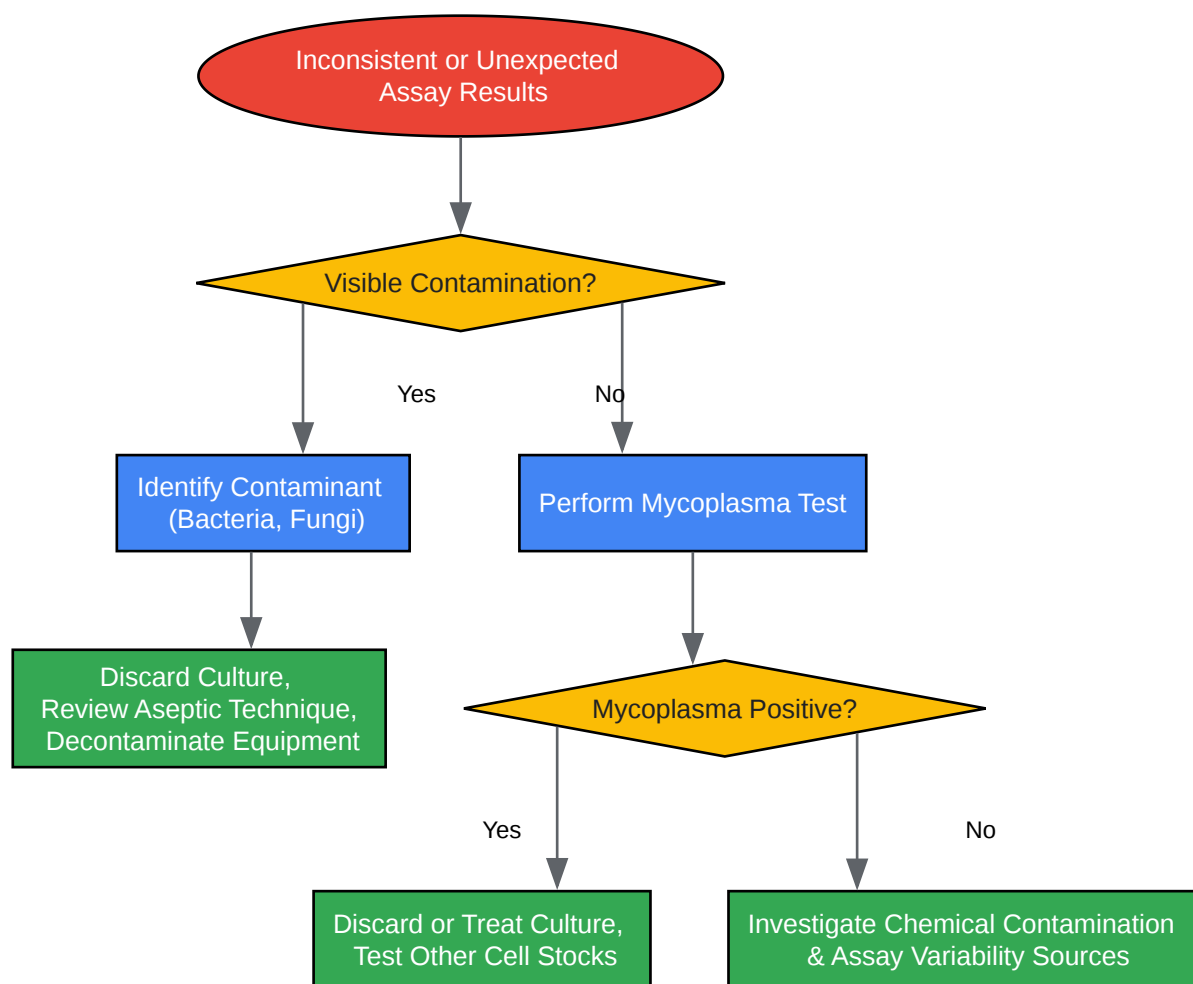 Inconsistent or Unexpected
Assay Results
Visible Contamination?
Yes
No
Identify Contaminant
(Bacteria, Fungi)
Perform Mycoplasma Test
Discard Culture,
Review Aseptic Technique,
Decontaminate Equipment
Mycoplasma Positive?
Yes
No
Discard or Treat Culture,
Test Other Cell Stocks
Investigate Chemical Contamination
& Assay Variability Sources